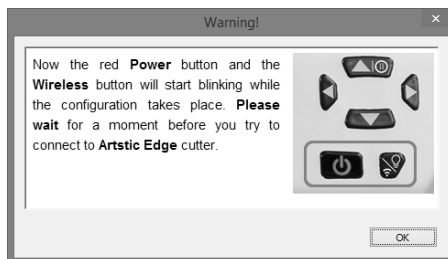 Warning!
Now the red Power button and the
Wireless button will start blinking while
the configuration takes place. Please
wait for a moment before you try to
connect to Artstic Edge cutter.
OK